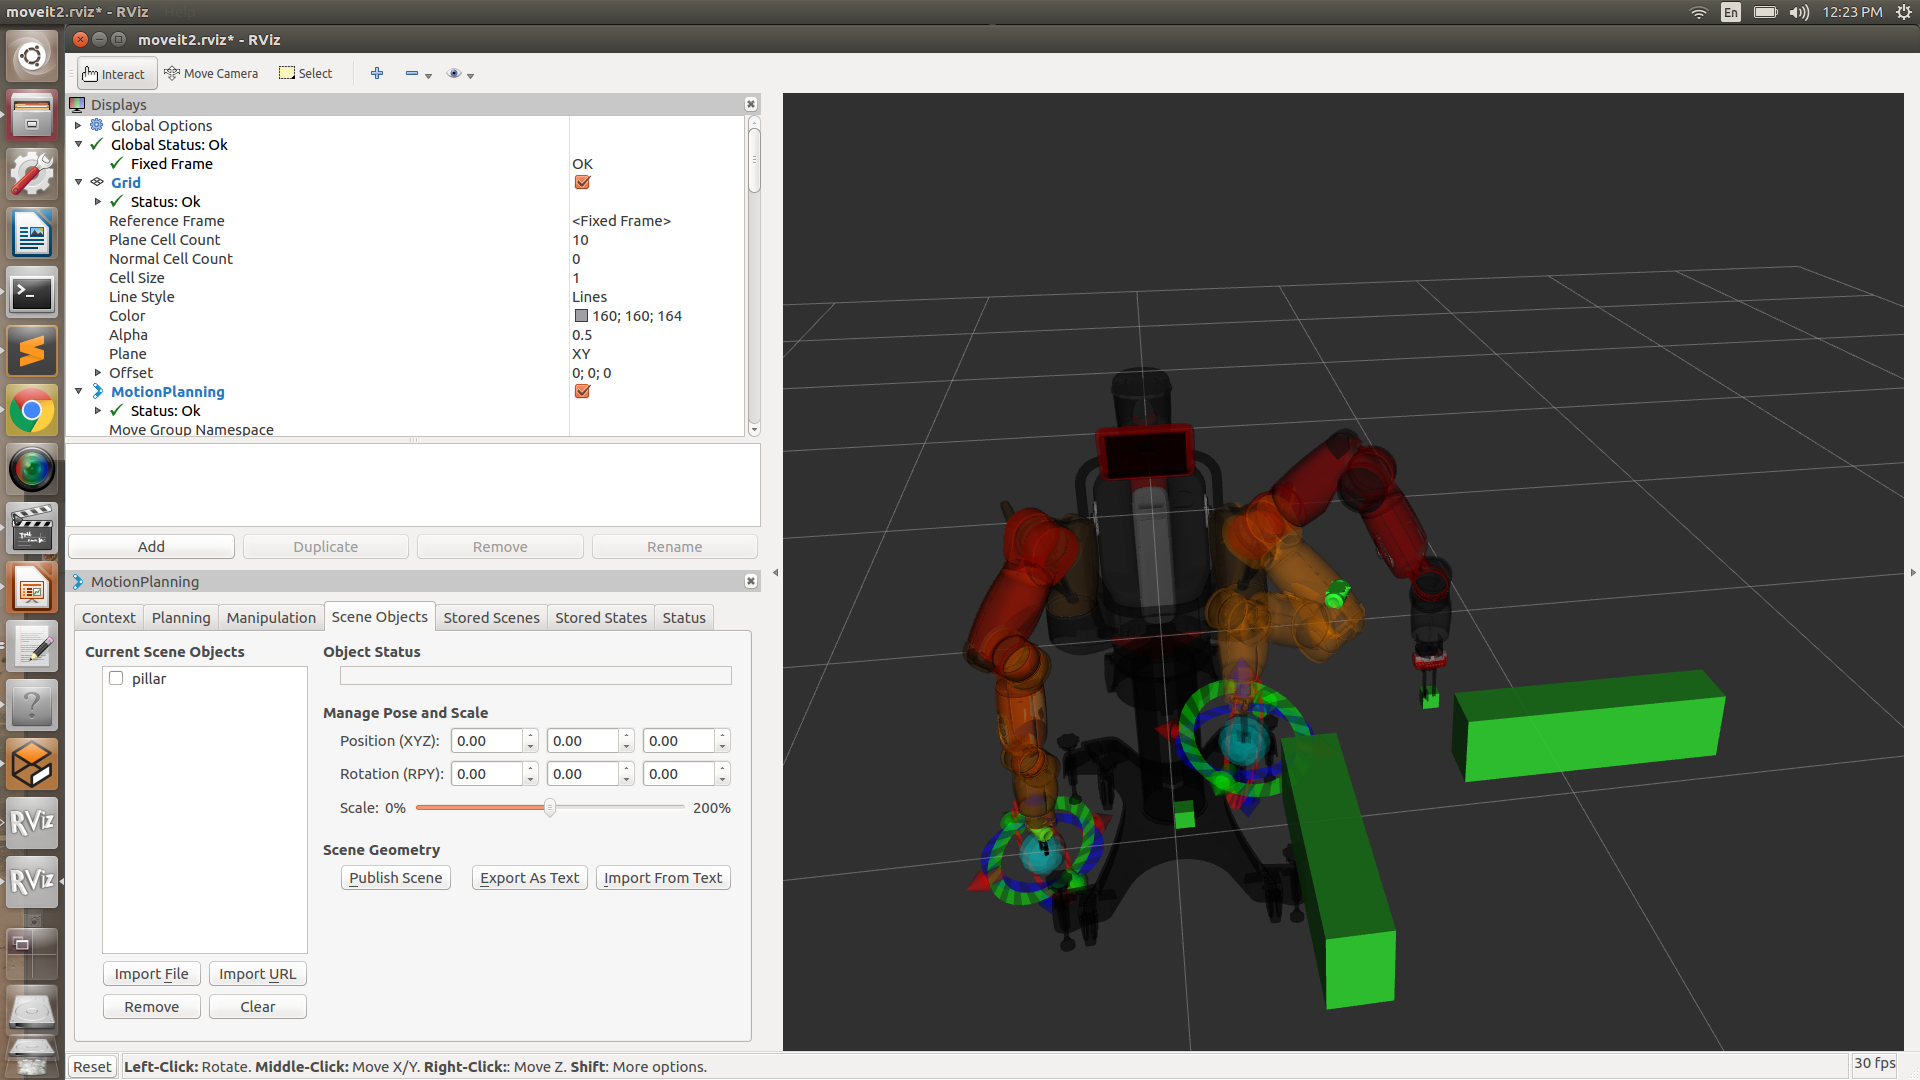 moveit2.rviz* - RViz
En 12:23 PM
moveit2.rviz* - RViz
Interact Move Camera Select
Displays
Global Options
Global Status: Ok
Fixed Frame OK
Grid
Status: Ok
Reference Frame <Fixed Frame>
Plane Cell Count 10
Normal Cell Count 0
Cell Size 1
Line Style Lines
Color 160; 160; 164
Alpha 0.5
Plane XY
Offset 0; 0; 0
MotionPlanning
Status: Ok
Move Group Namespace
Add Duplicate Remove Rename
MotionPlanning
Context Planning Manipulation Scene Objects Stored Scenes Stored States Status
Current Scene Objects Object Status
pillar
Manage Pose and Scale
Position (XYZ): 0.00 0.00 0.00
Rotation (RPY): 0.00 0.00 0.00
Scale: 0% 200%
Scene Geometry
Publish Scene Export As Text Import From Text
Import File Import URL
Remove Clear
RViz
RViz
Reset Left-Click: Rotate. Middle-Click: Move X/Y. Right-Click:: Move Z. Shift: More options. 30 fps